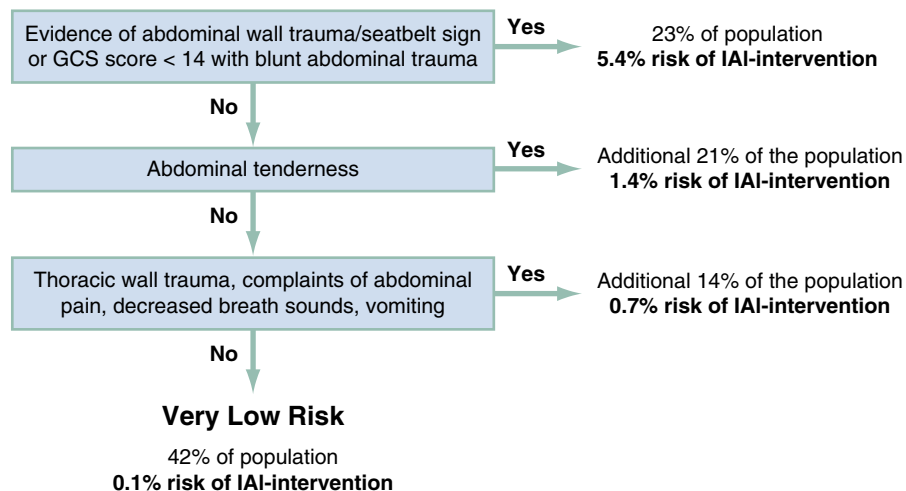 Evidence of abdominal wall trauma/seatbelt sign
or GCS score < 14 with blunt abdominal trauma
Yes
23% of population
5.4% risk of IAI-intervention
No
Abdominal tenderness
Yes
Additional 21% of the population
1.4% risk of IAI-intervention
No
Thoracic wall trauma, complaints of abdominal
pain, decreased breath sounds, vomiting
Yes
Additional 14% of the population
0.7% risk of IAI-intervention
No
Very Low Risk
42% of population
0.1% risk of IAI-intervention